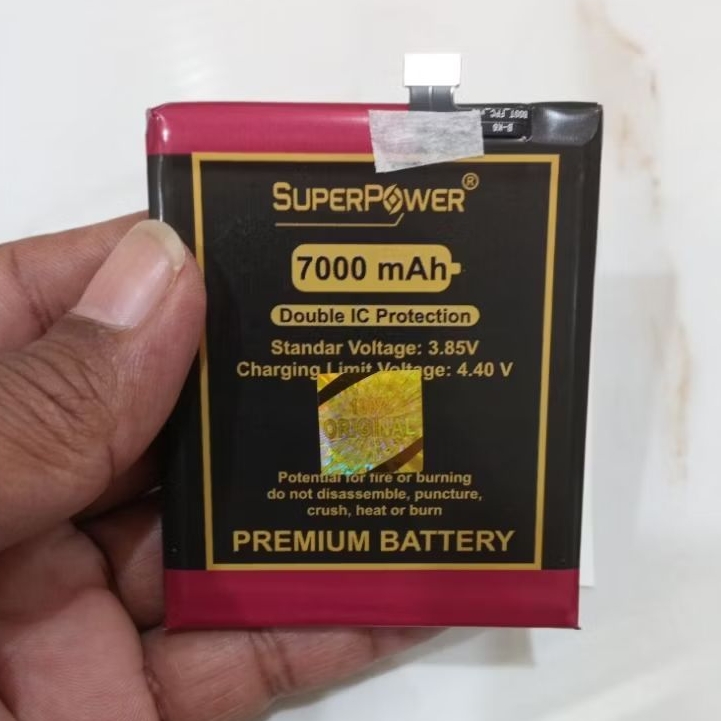 SUPERPOWER®
7000 mAh
Double IC Protection
Standar Voltage: 3.85V
Charging Limit Voltage: 4.40 V
ORIGINAL
Potential for fire or burning
do not disassemble, puncture,
crush, heat or burn
PREMIUM BATTERY